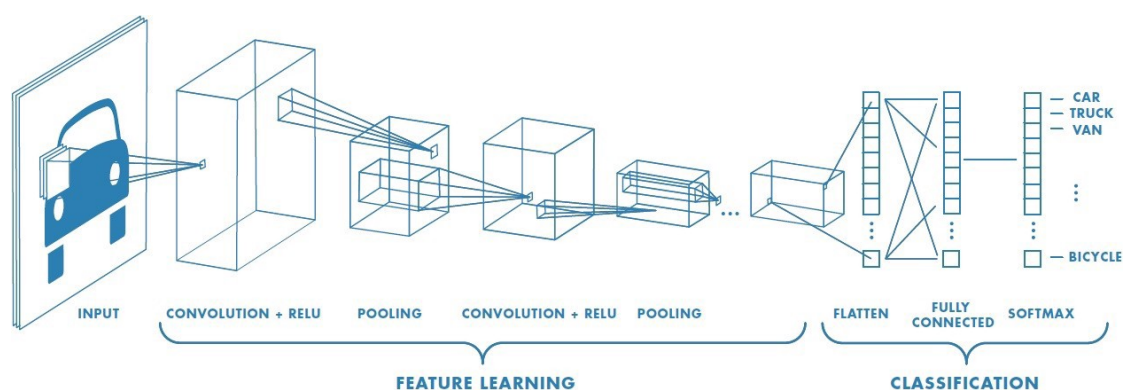 CAR
TRUCK
VAN
BICYCLE
INPUT
CONVOLUTION + RELU
POOLING
CONVOLUTION + RELU
POOLING
FLATTEN
FULLY
CONNECTED
SOFTMAX
FEATURE LEARNING
CLASSIFICATION